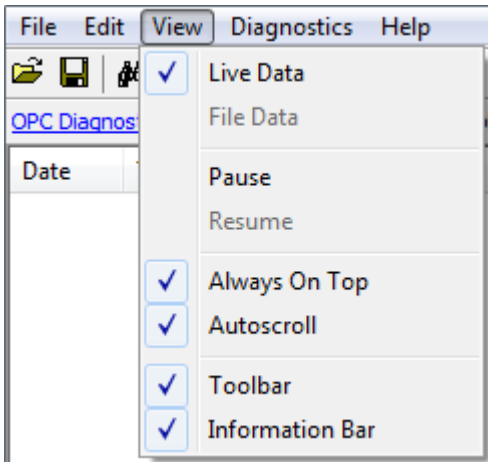 File Edit View Diagnostics Help
Live Data
OPC File Data
Date Pause
Resume
Always On Top
Autoscroll
Toolbar
Information Bar